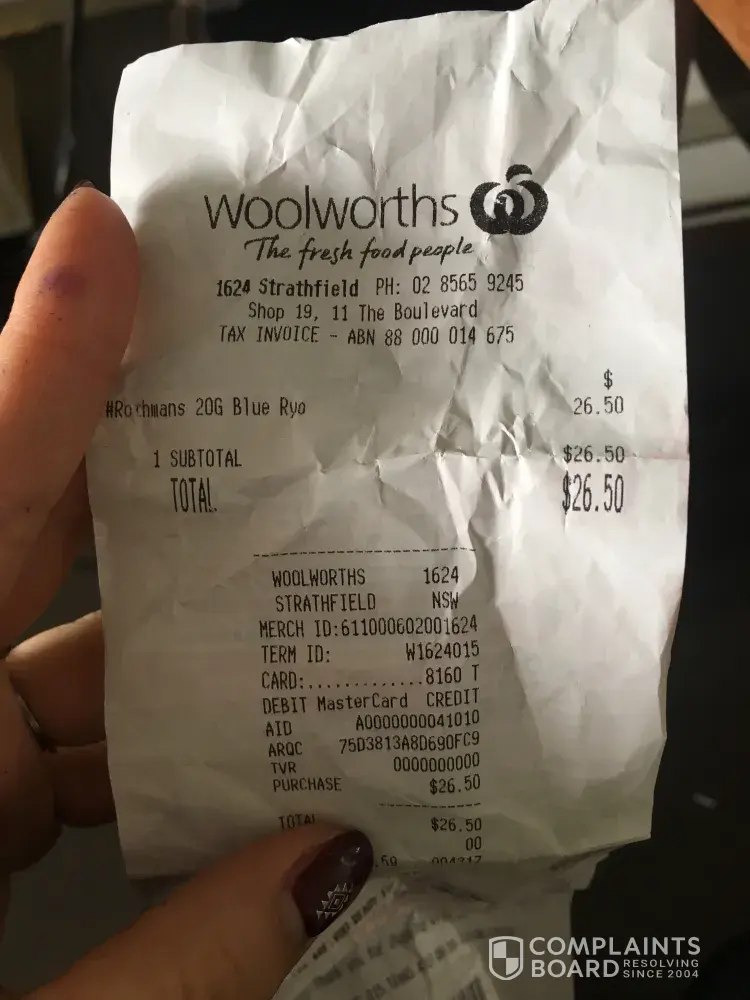 Woolworths
The fresh food people
1624 Strathfield PH: 02 8565 9245
Shop 19, 11 The Boulevard
TAX INVOICE - ABN 88 000 014 675
$
#Rothmans 20G Blue Ryo 26.50
1 SUBTOTAL $26.50
TOTAL $26.50
WOOLWORTHS 1624
STRATHFIELD NSW
MERCH ID:611000602001624
TERM ID: W1624015
CARD:.............8160 T
DEBIT MasterCard CREDIT
AID A0000000041010
ARQC 75D3813A8D690FC9
TVR 0000000000
PURCHASE $26.50
TOTAL $26.50
00
COMPLAINTS
BOARD RESOLVING
SINCE 2004